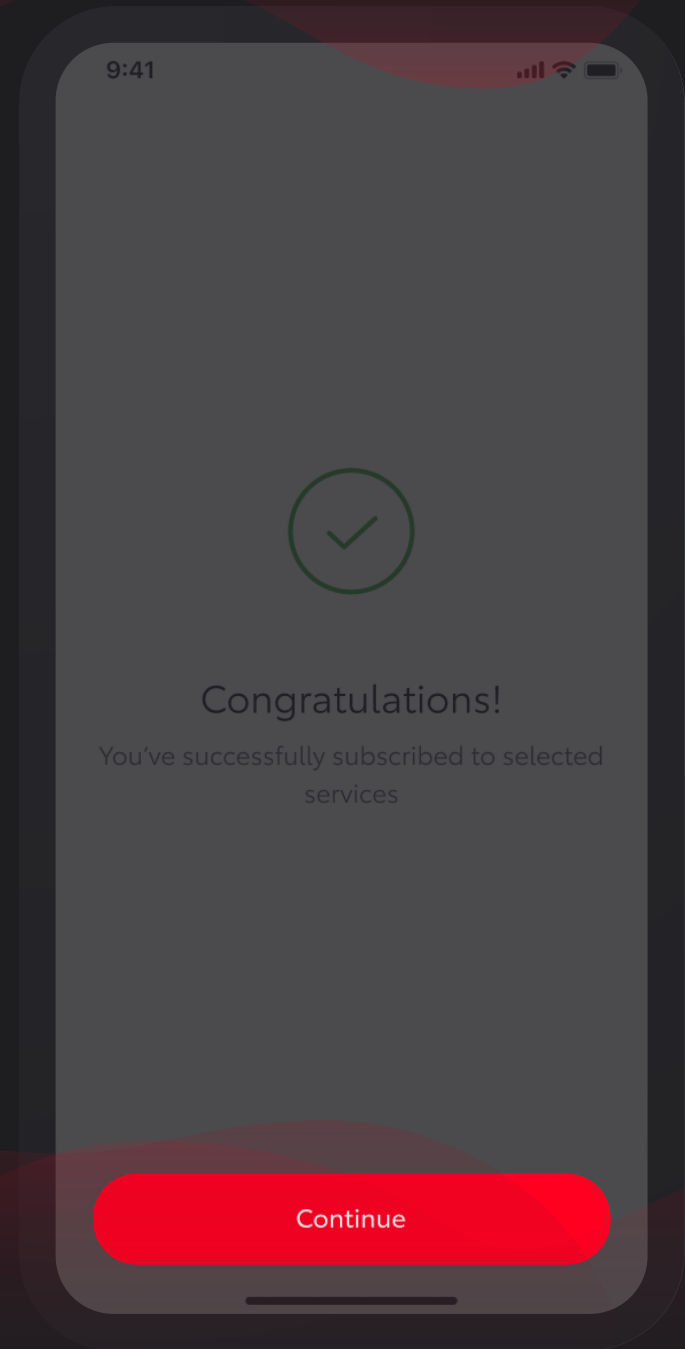 9:41
Congratulations!
You’ve successfully subscribed to selected
services
Continue